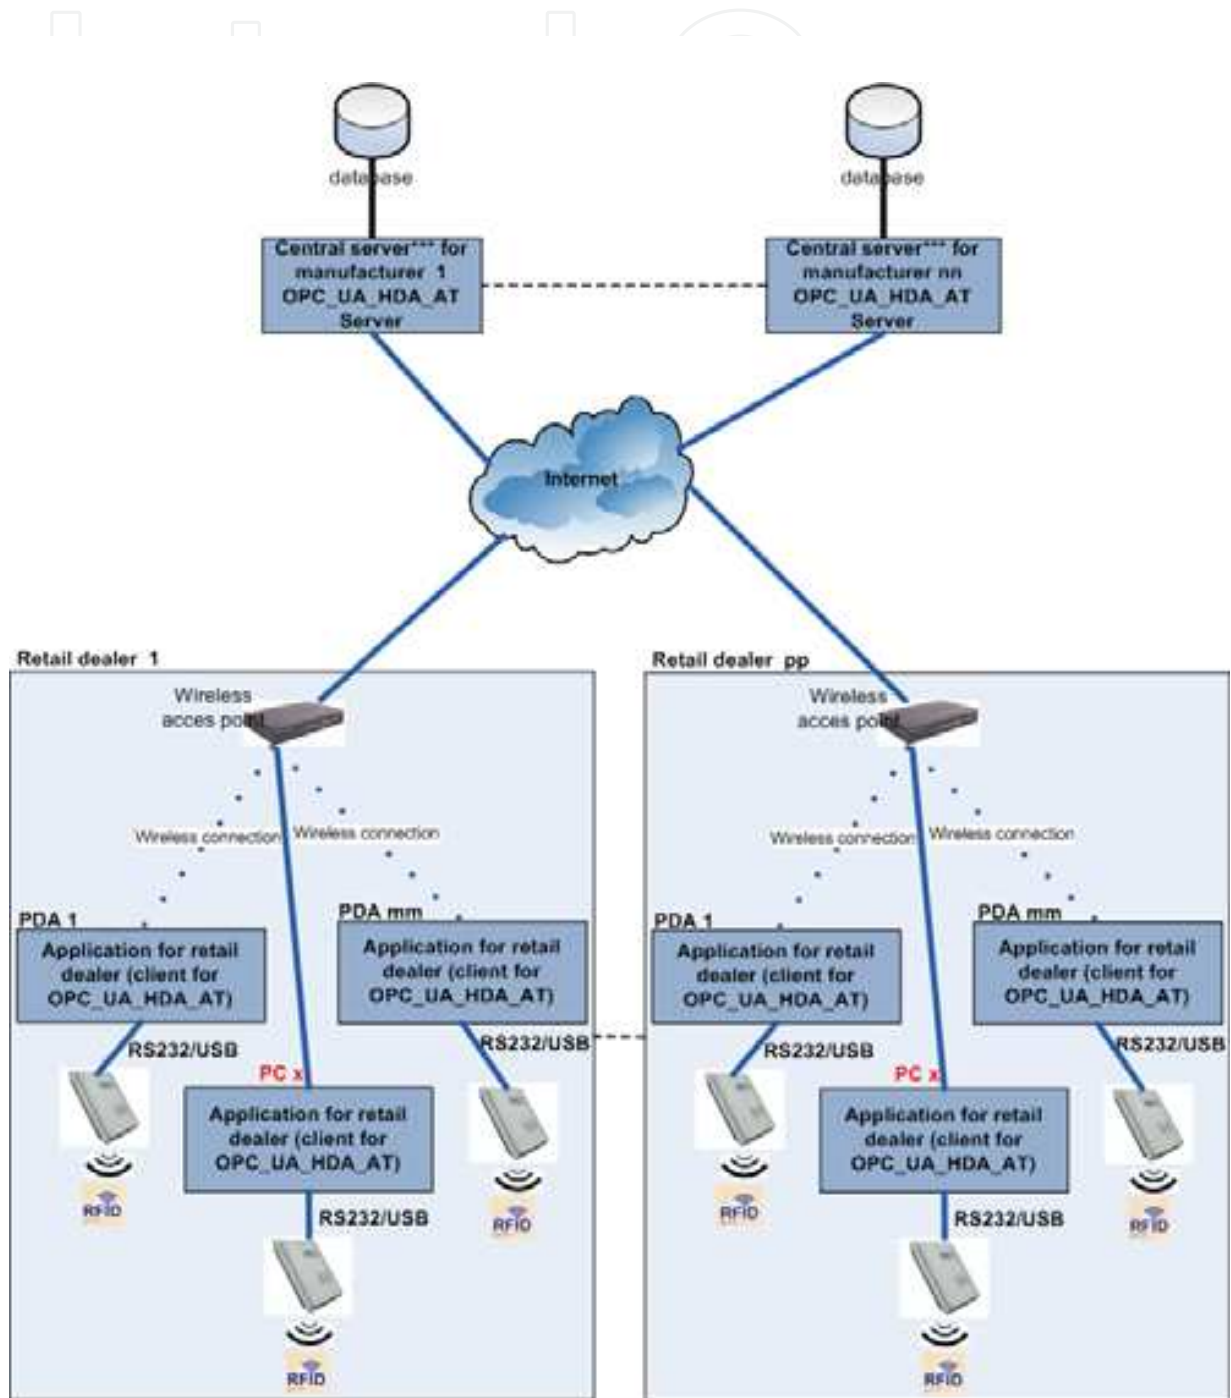 database
database
Central server*** for
manufacturer 1
OPC_UA_HDA_AT
Server
Central server*** for
manufacturer nn
OPC_UA_HDA_AT
Server
Internet
Retail dealer 1
Wireless
acces point
Wireless connection
Wireless connection
PDA 1
Application for retail
dealer (client for
OPC_UA_HDA_AT)
PDA mm
Application for retail
dealer (client for
OPC_UA_HDA_AT)
RS232/USB
RS232/USB
PC x
Application for retail
dealer (client for
OPC_UA_HDA_AT)
RFID
RFID
RS232/USB
RFID
Retail dealer pp
Wireless
acces point
Wireless connection
Wireless connection
PDA 1
Application for retail
dealer (client for
OPC_UA_HDA_AT)
PDA mm
Application for retail
dealer (client for
OPC_UA_HDA_AT)
RS232/USB
RS232/USB
PC x
Application for retail
dealer (client for
OPC_UA_HDA_AT)
RFID
RFID
RS232/USB
RFID